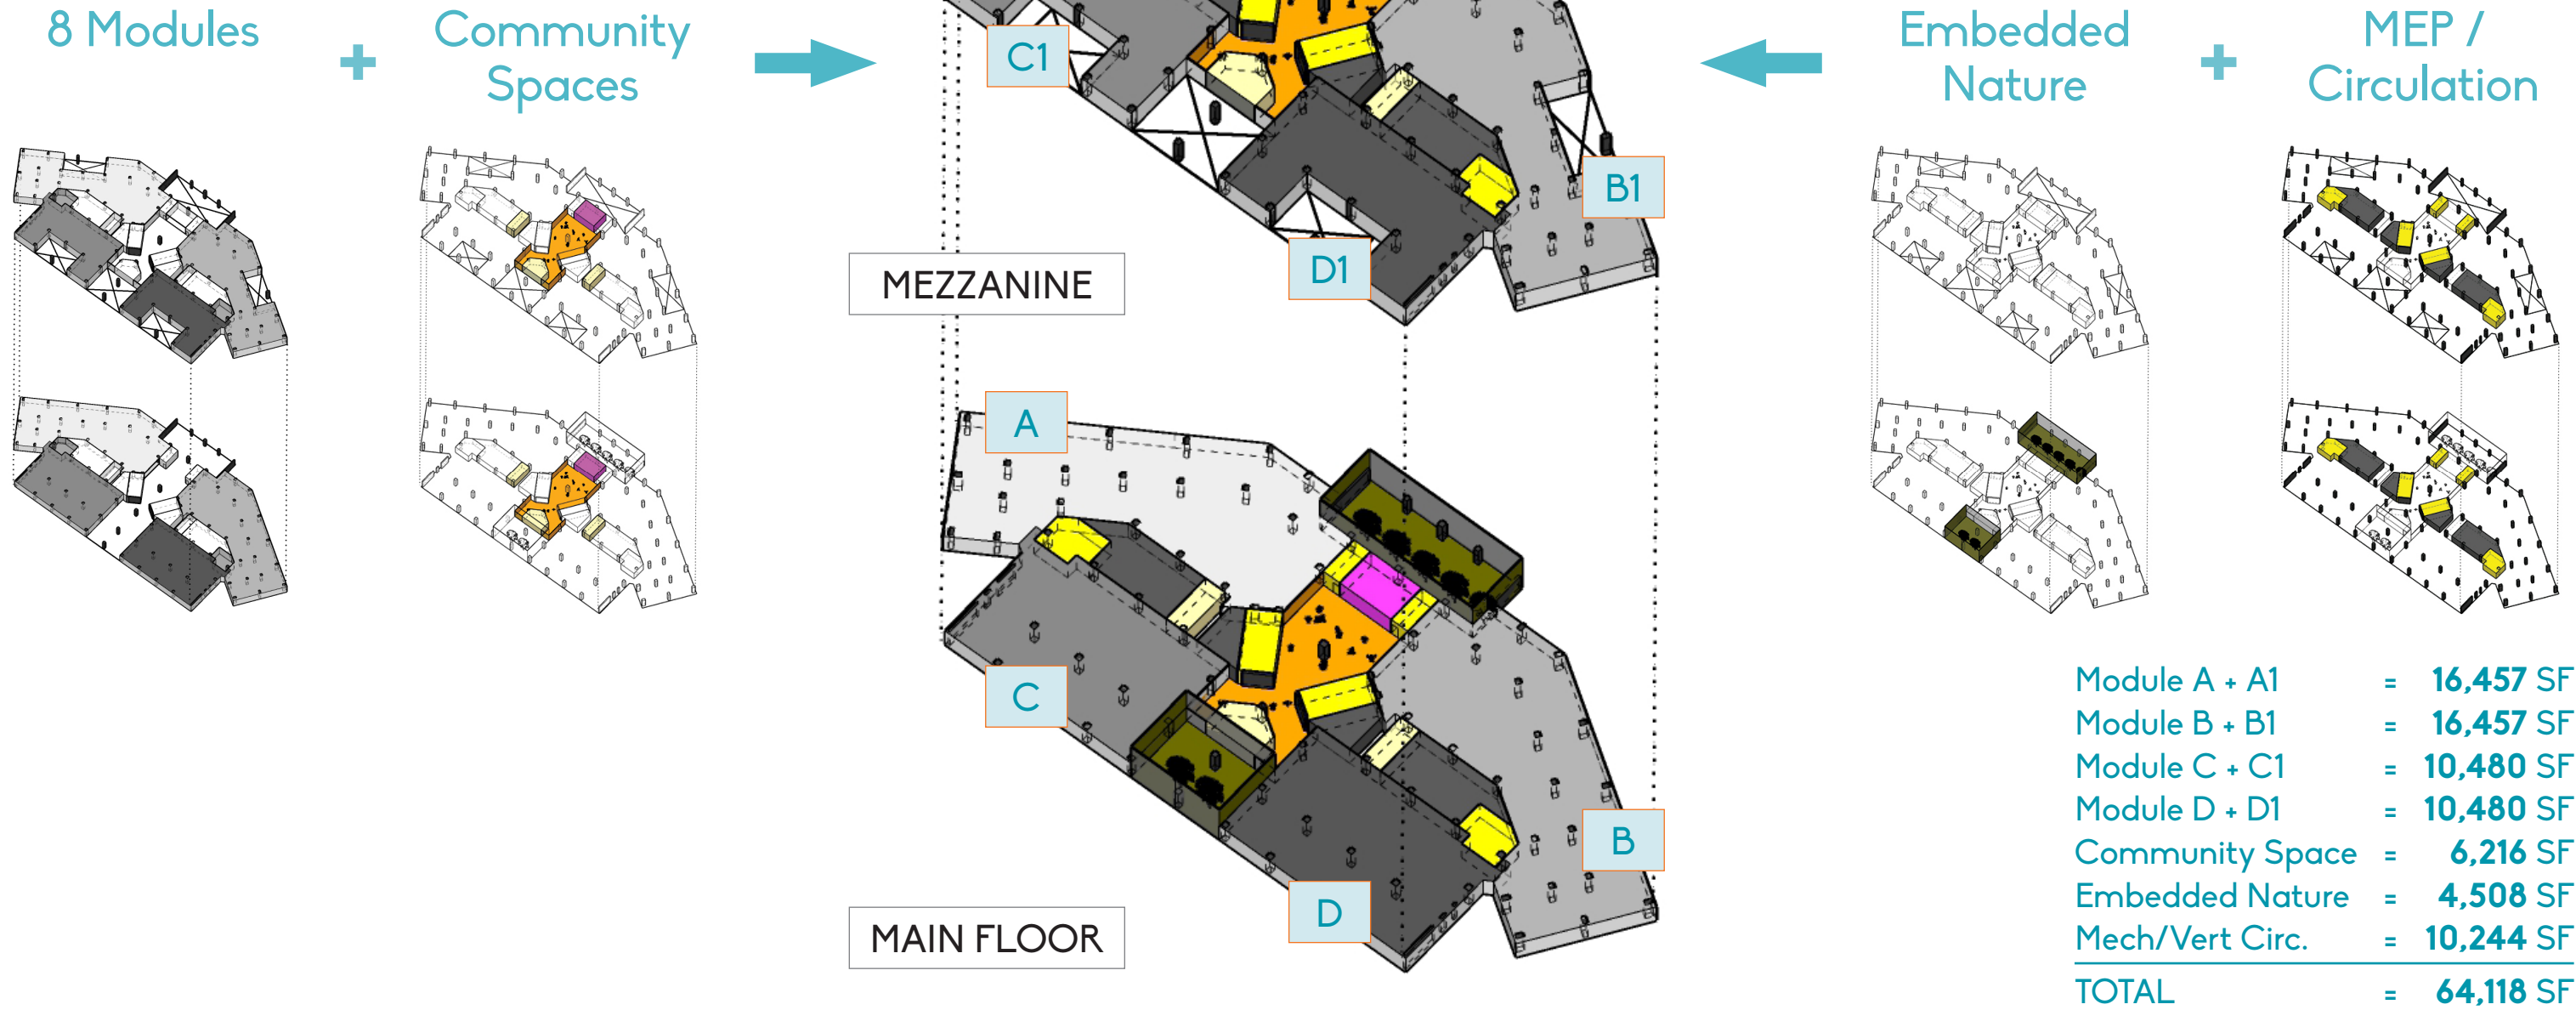 8 Modules
+
Community
Spaces
Embedded
Nature
+
MEP /
Circulation
C1
B1
D1
MEZZANINE
A
C
B
D
MAIN FLOOR
Module A + A1 = 16,457 SF
Module B + B1 = 16,457 SF
Module C + C1 = 10,480 SF
Module D + D1 = 10,480 SF
Community Space = 6,216 SF
Embedded Nature = 4,508 SF
Mech/Vert Circ. = 10,244 SF
TOTAL = 64,118 SF